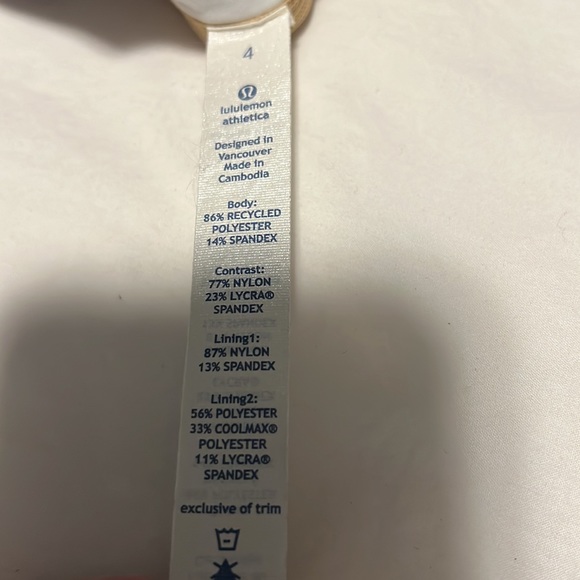 4
lululemon
athletica
Designed in
Vancouver
Made in
Cambodia
Body:
86% RECYCLED
POLYESTER
14% SPANDEX
Contrast:
77% NYLON
23% LYCRA®
SPANDEX
Lining1:
87% NYLON
13% SPANDEX
Lining2:
56% POLYESTER
33% COOLMAX®
POLYESTER
11% LYCRA®
SPANDEX
exclusive of trim